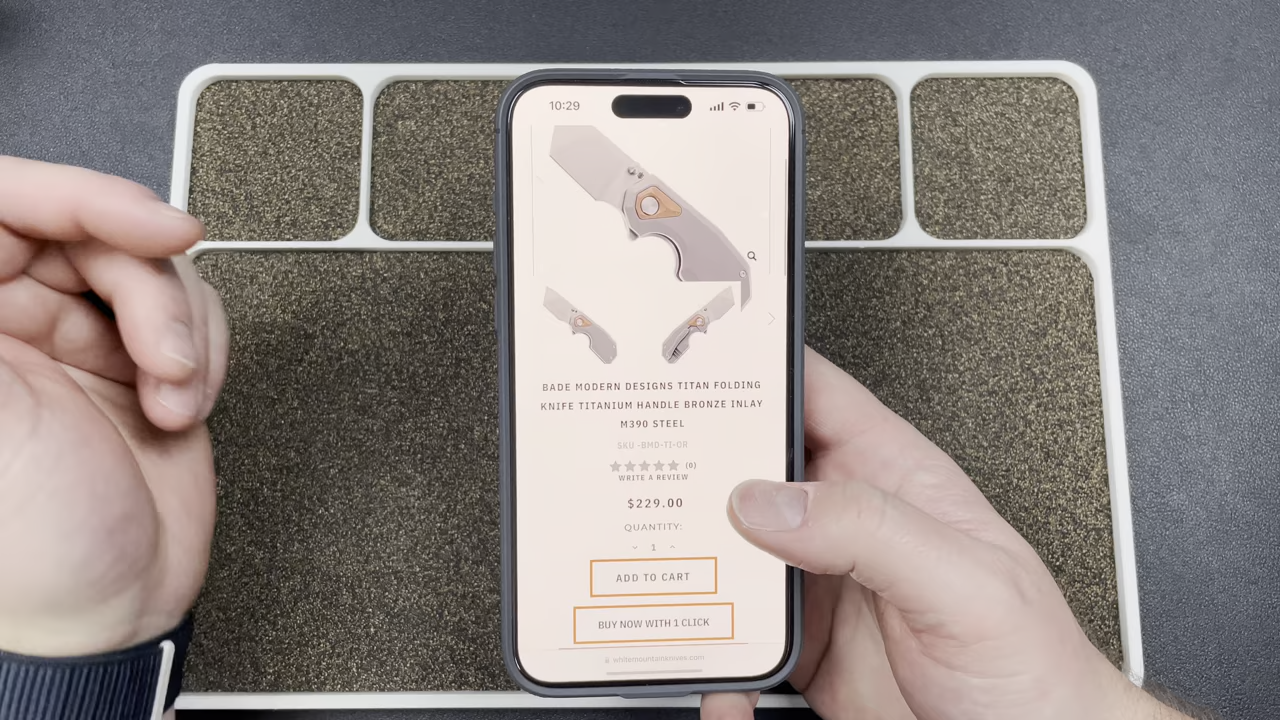 10:29
BADE MODERN DESIGNS TITAN FOLDING
KNIFE TITANIUM HANDLE BRONZE INLAY
M390 STEEL
SKU -BMD-TI-OR
(0)
WRITE A REVIEW
$229.00
QUANTITY:
1
ADD TO CART
BUY NOW WITH 1 CLICK
whitemountainknives.com